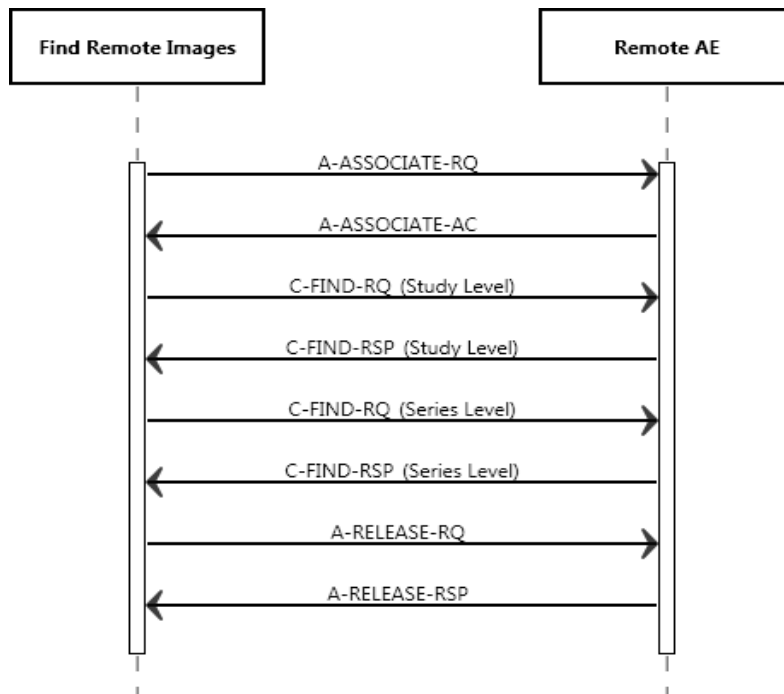 Find Remote Images
Remote AE
A-ASSOCIATE-RQ
A-ASSOCIATE-AC
C-FIND-RQ (Study Level)
C-FIND-RSP (Study Level)
C-FIND-RQ (Series Level)
C-FIND-RSP (Series Level)
A-RELEASE-RQ
A-RELEASE-RSP